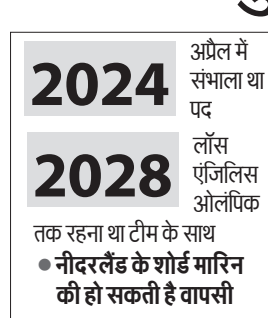 2024 अप्रैल में
संभाला था
पद
2028 लॉस
एंजिलिस
ओलंपिक
तक रहना था टीम के साथ
● नीदरलैंड के शोर्ड मारिन
की हो सकती है वापसी